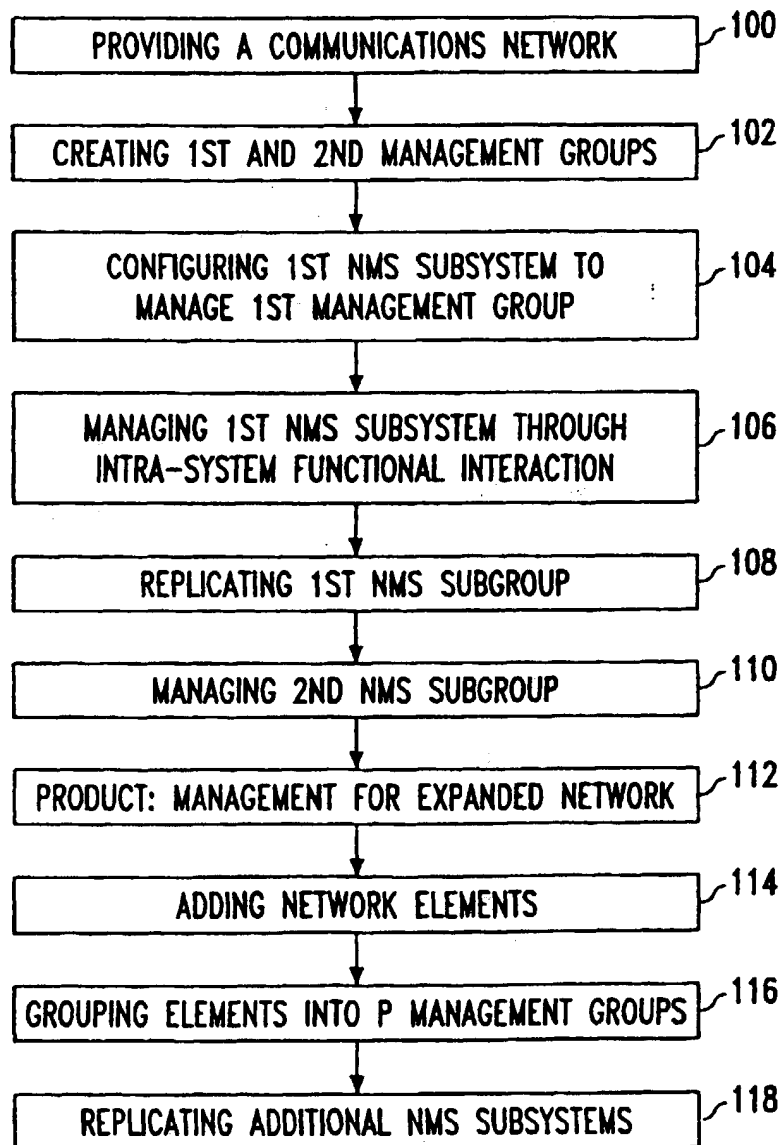 PROVIDING A COMMUNICATIONS NETWORK
100
CREATING 1ST AND 2ND MANAGEMENT GROUPS
102
CONFIGURING 1ST NMS SUBSYSTEM TO
MANAGE 1ST MANAGEMENT GROUP
104
MANAGING 1ST NMS SUBSYSTEM THROUGH
INTRA-SYSTEM FUNCTIONAL INTERACTION
106
REPLICATING 1ST NMS SUBGROUP
108
MANAGING 2ND NMS SUBGROUP
110
PRODUCT: MANAGEMENT FOR EXPANDED NETWORK
112
ADDING NETWORK ELEMENTS
114
GROUPING ELEMENTS INTO P MANAGEMENT GROUPS
116
REPLICATING ADDITIONAL NMS SUBSYSTEMS
118